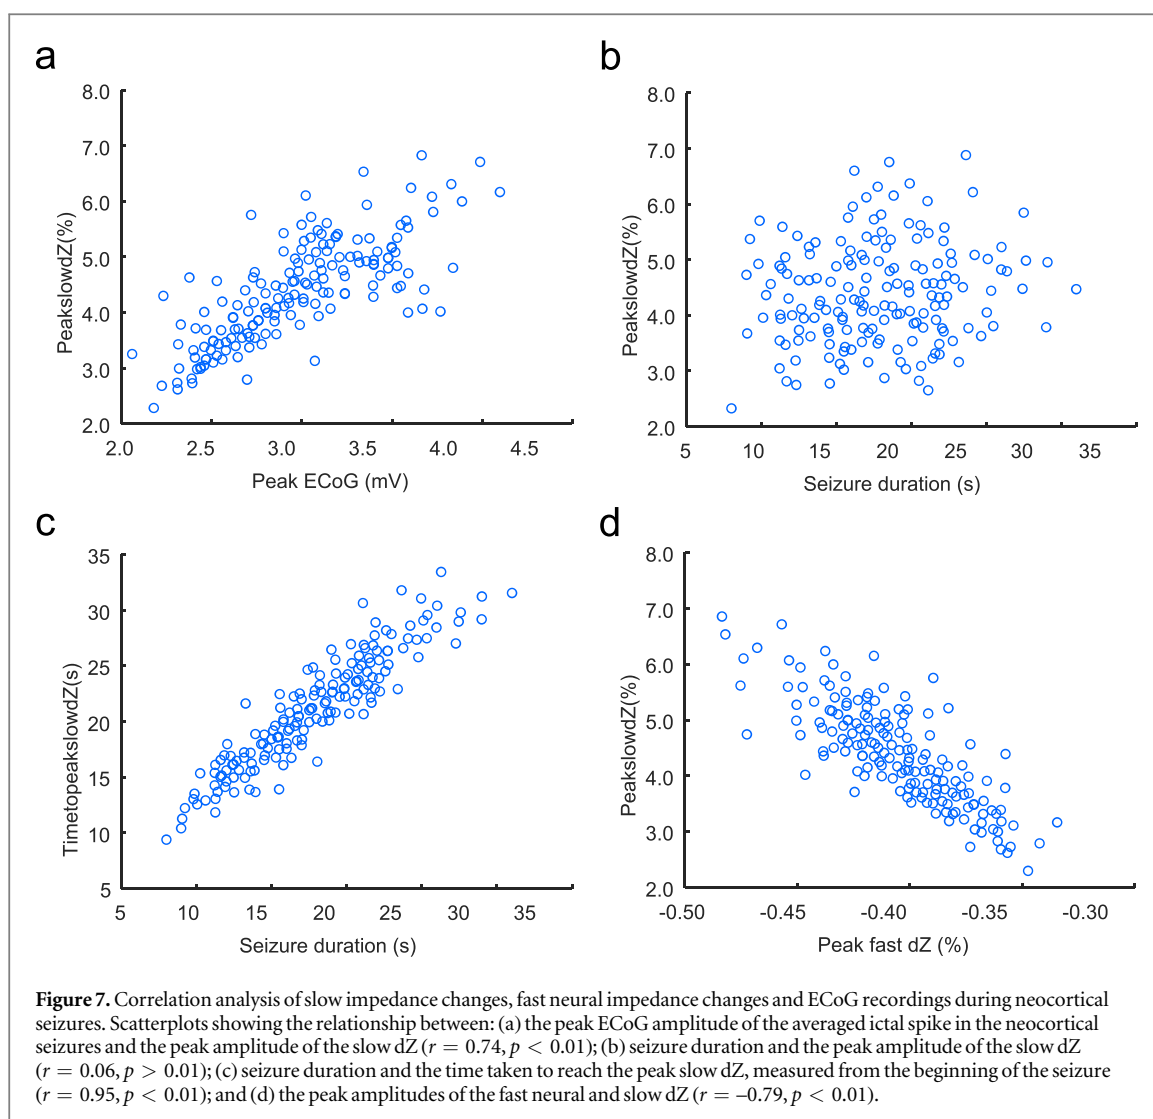 a
b
8.0
7.0
6.0
5.0
4.0
3.0
2.0
PeakslowdZ(%)
2.0 2.5 3.0 3.5 4.0 4.5
Peak ECoG (mV)
8.0
7.0
6.0
5.0
4.0
3.0
2.0
PeakslowdZ(%)
5 10 15 20 25 30 35
Seizure duration (s)
c
d
35
30
25
20
15
10
5
TimetopeakslowdZ(s)
5 10 15 20 25 30 35
Seizure duration (s)
8.0
7.0
6.0
5.0
4.0
3.0
2.0
PeakslowdZ(%)
-0.50 -0.45 -0.40 -0.35 -0.30
Peak fast dZ (%)
Figure 7. Correlation analysis of slow impedance changes, fast neural impedance changes and ECoG recordings during neocortical
seizures. Scatterplots showing the relationship between: (a) the peak ECoG amplitude of the averaged ictal spike in the neocortical
seizures and the peak amplitude of the slow dZ (r = 0.74, p < 0.01); (b) seizure duration and the peak amplitude of the slow dZ
(r = 0.06, p > 0.01); (c) seizure duration and the time taken to reach the peak slow dZ, measured from the beginning of the seizure
(r = 0.95, p < 0.01); and (d) the peak amplitudes of the fast neural and slow dZ (r = –0.79, p < 0.01).